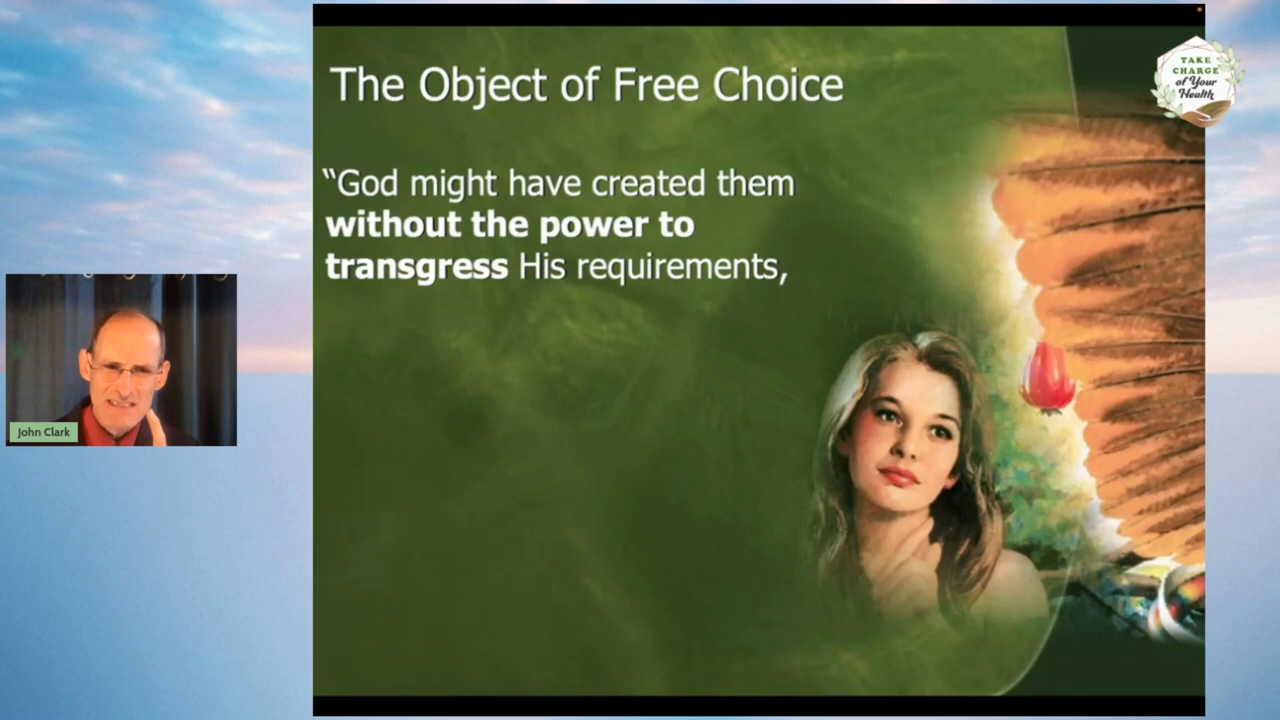 The Object of Free Choice
“God might have created them
without the power to
transgress His requirements,
TAKE
CHARGE
of Your
Health
John Clark